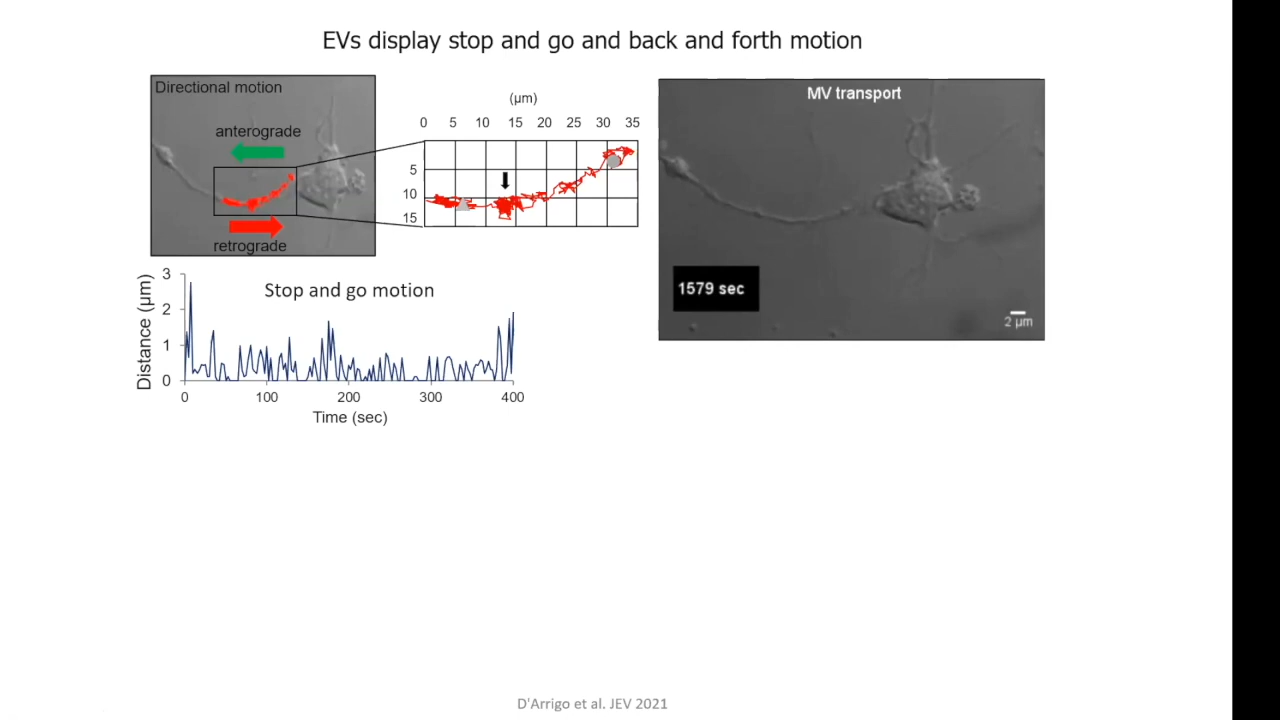 EVs display stop and go and back and forth motion
Directional motion
anterograde
retrograde
(µm)
0 5 10 15 20 25 30 35
5
10
15
MV transport
1579 sec
2 µm
Stop and go motion
Distance (µm)
3
2
1
0
0 100 200 300 400
Time (sec)
D'Arrigo et al. JEV 2021